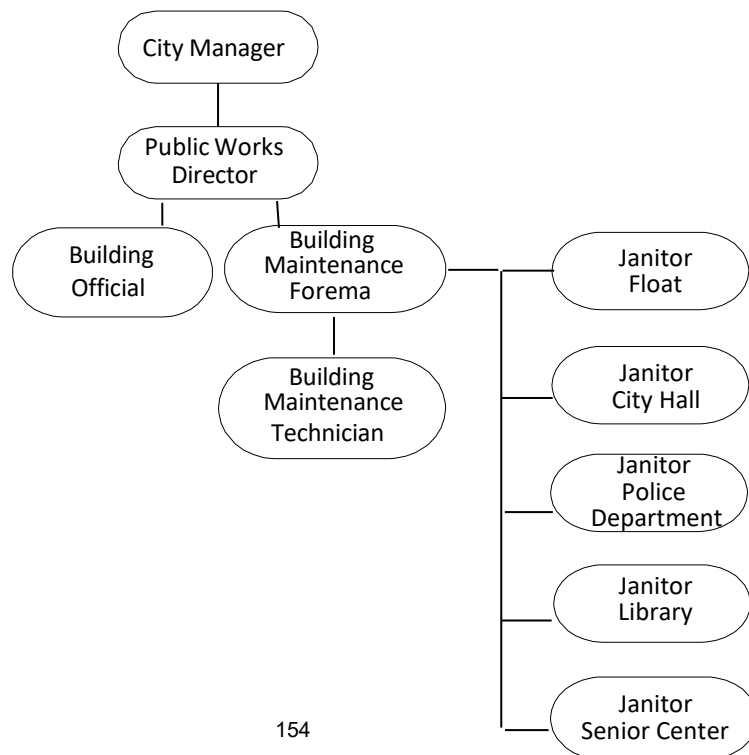 City Manager
Public Works
Director
Building
Official
Building
Maintenance
Forema
Building
Maintenance
Technician
Janitor
Float
Janitor
City Hall
Janitor
Police
Department
Janitor
Library
Janitor
Senior Center
154